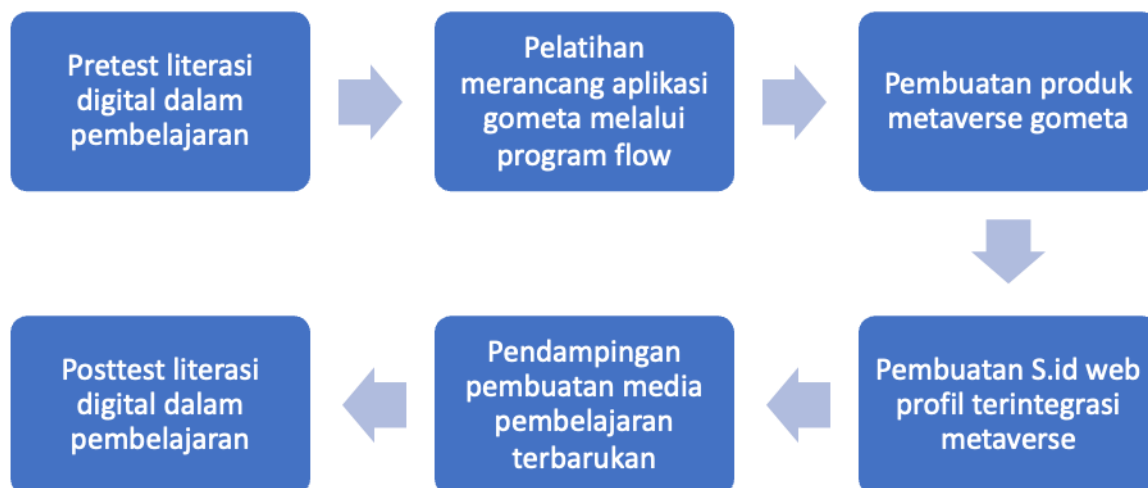 Pretest literasi
digital dalam
pembelajaran
Pelatihan
merancang aplikasi
gometa melalui
program flow
Pembuatan produk
metaverse gometa
Pembuatan S.id web
profil terintegrasi
metaverse
Pendampingan
pembuatan media
pembelajaran
terbarukan
Posttest literasi
digital dalam
pembelajaran